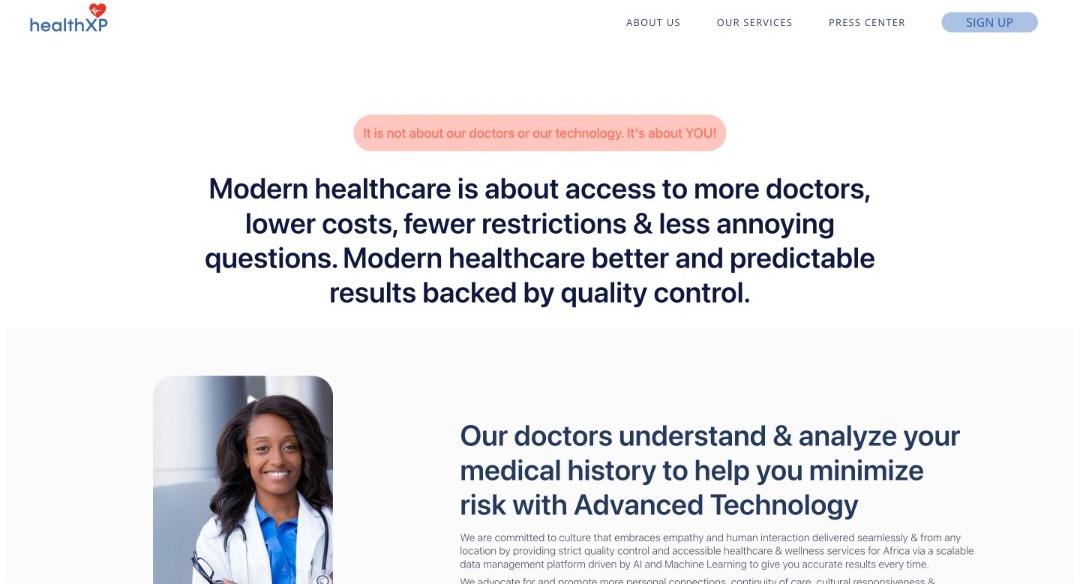 healthXP
ABOUT US OUR SERVICES PRESS CENTER SIGN UP
It is not about our doctors or our technology. It's about YOU!
Modern healthcare is about access to more doctors,
lower costs, fewer restrictions & less annoying
questions. Modern healthcare better and predictable
results backed by quality control.
Our doctors understand & analyze your
medical history to help you minimize
risk with Advanced Technology
We are committed to culture that embraces empathy and human interaction delivered seamlessly & from any
location by providing strict quality control and accessible healthcare & wellness services for Africa via a scalable
data management platform driven by AI and Machine Learning to give you accurate results every time.
We advocate for and promote more personal connections, continuity of care, cultural responsiveness &